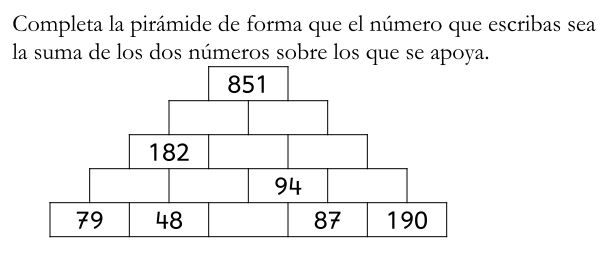 Completa la pirámide de forma que el número que escribas sea
la suma de los dos números sobre los que se apoya.
851
182
94
79 48 87 190